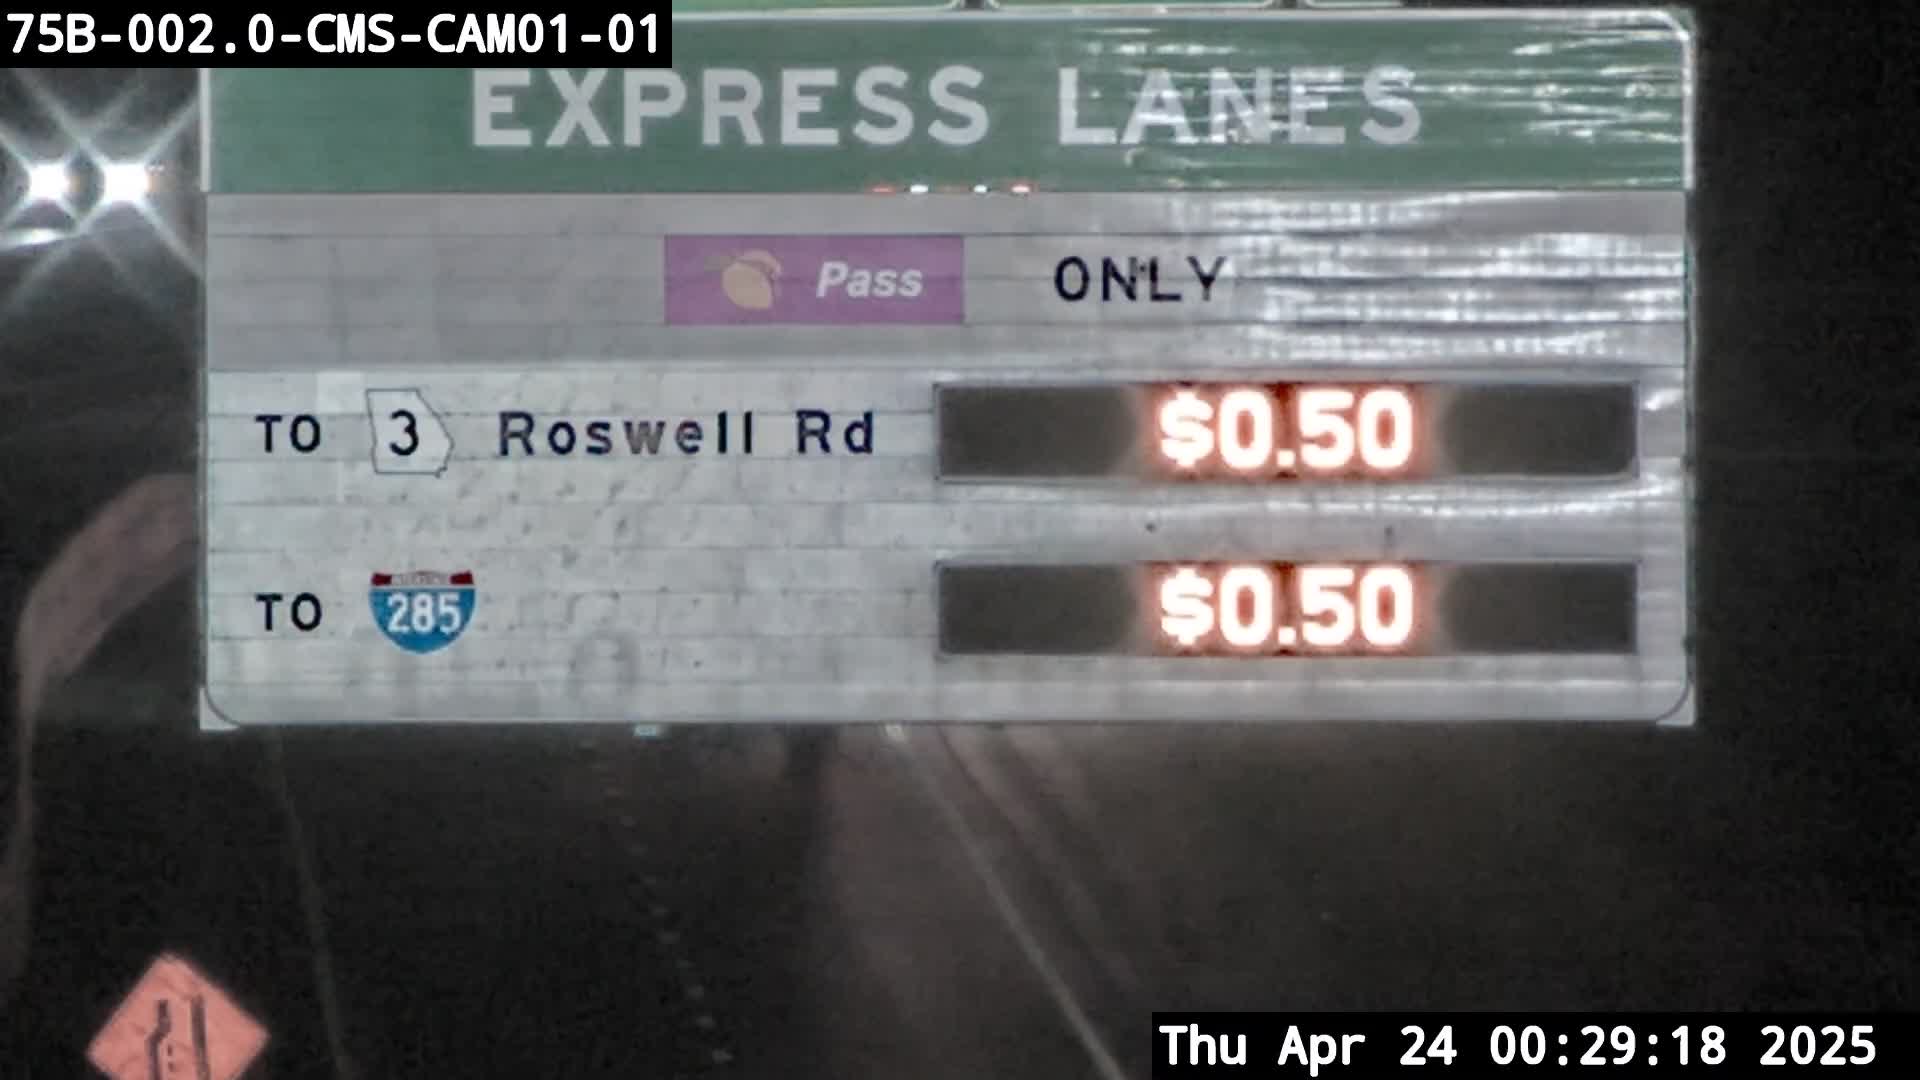 75B-002.0-CMS-CAM01-01
EXPRESS LANES
Pass ONLY
TO 3 Roswell Rd $0.50
TO 285 $0.50
Thu Apr 24 00:29:18 2025